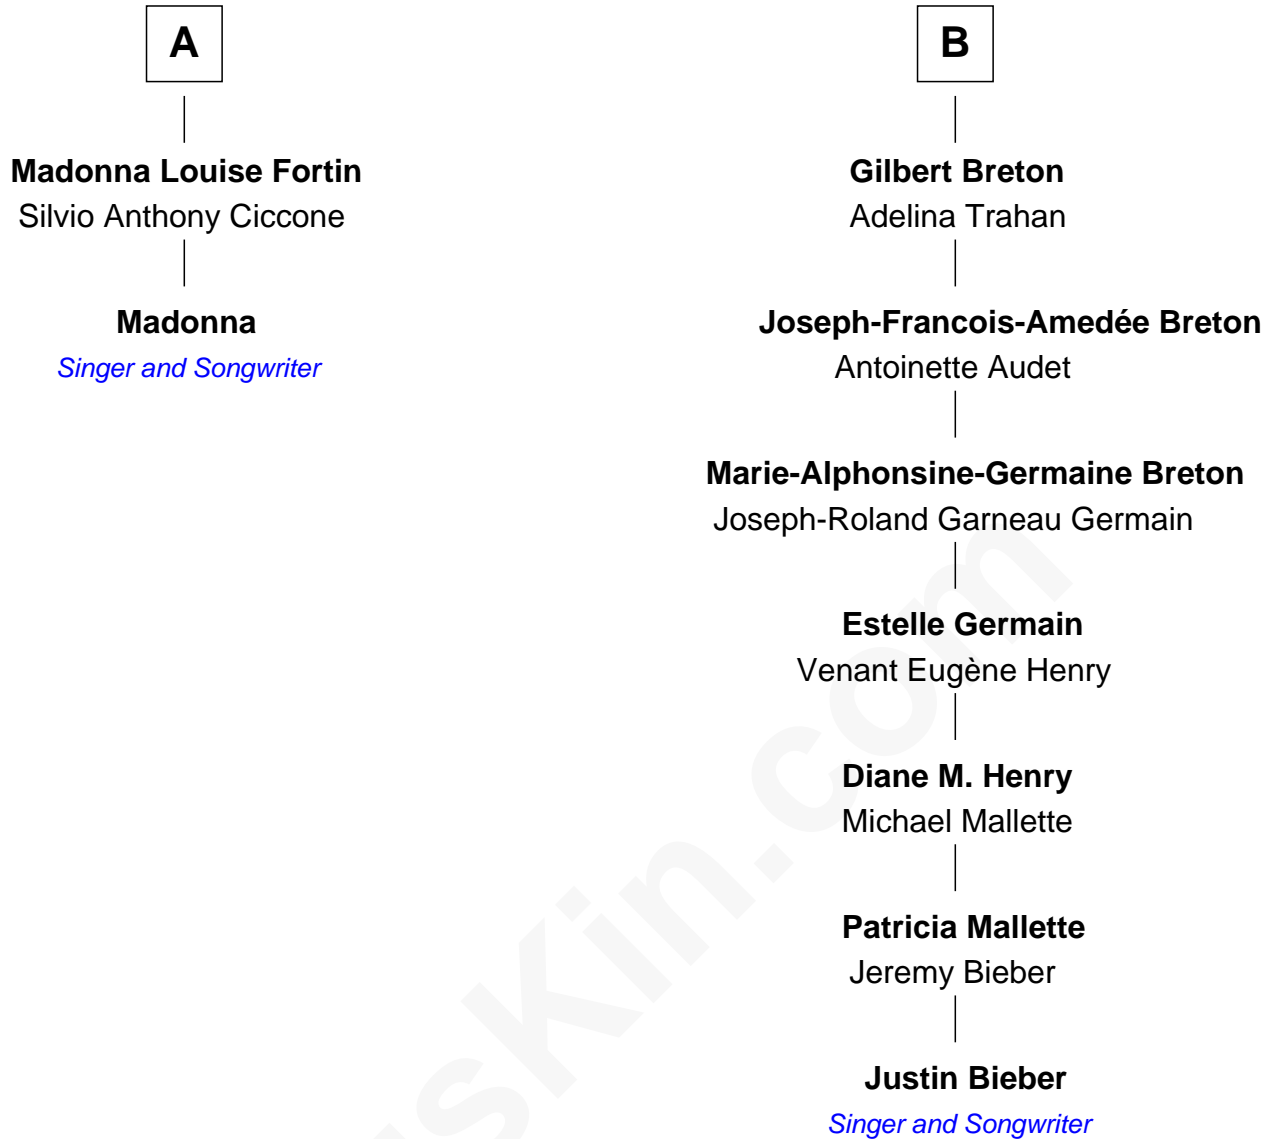 A
Madonna Louise Fortin
Silvio Anthony Ciccone
Madonna
Singer and Songwriter
B
Gilbert Breton
Adelina Trahan
Joseph-Francois-Amedée Breton
Antoinette Audet
Marie-Alphonsine-Germaine Breton
Joseph-Roland Garneau Germain
Estelle Germain
Venant Eugène Henry
Diane M. Henry
Michael Mallette
Patricia Mallette
Jeremy Bieber
Justin Bieber
Singer and Songwriter
usKin.com